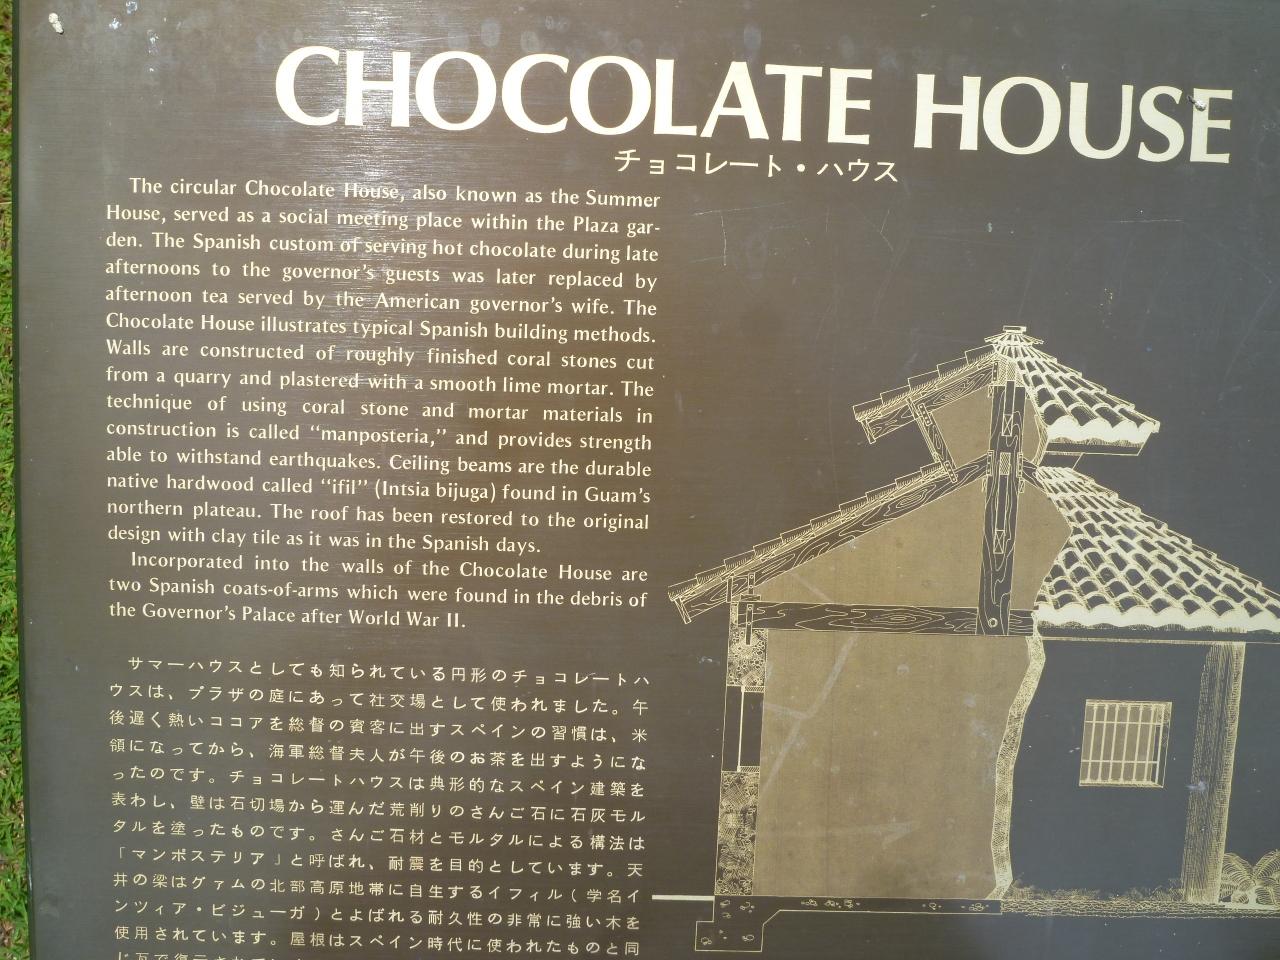 CHOCOLATE HOUSE
チョコレート・ハウス
The circular Chocolate House, also known as the Summer
House, served as a social meeting place within the Plaza gar-
den. The Spanish custom of serving hot chocolate during late
afternoons to the governor's guests was later replaced by
afternoon tea served by the American governor's wife. The
Chocolate House illustrates typical Spanish building methods.
Walls are constructed of roughly finished coral stones cut
from a quarry and plastered with a smooth lime mortar. The
technique of using coral stone and mortar materials in
construction is called “manposteria,” and provides strength
able to withstand earthquakes. Ceiling beams are the durable
native hardwood called “ifil” (Intsia bijuga) found in Guam's
northern plateau. The roof has been restored to the original
design with clay tile as it was in the Spanish days.
Incorporated into the walls of the Chocolate House are
two Spanish coats-of-arms which were found in the debris of
the Governor's Palace after World War II.
サマーハウスとしても知られている円形のチョコレートハ
ウスは、プラザの庭にあって社交場として使われました。午
後遅く熱いココアを総督の賓客に出すスペインの習慣は、米
領になってから、海軍総督夫人が午後のお茶を出すようにな
ったのです。チョコレートハウスは典形的なスペイン建築を
表わし、壁は石切場から運んだ荒削りのさんご石に石灰モル
タルを塗ったものです。さんご石材とモルタルによる構法は
「マンポステリア」と呼ばれ、耐震を目的としています。天
井の梁はグァムの北部高原地帯に自生するイフィル(学名イ
ンツィア・ビジューガ)とよばれる耐久性の非常に強い木を
使用されています。屋根はスペイン時代に使われたものと同